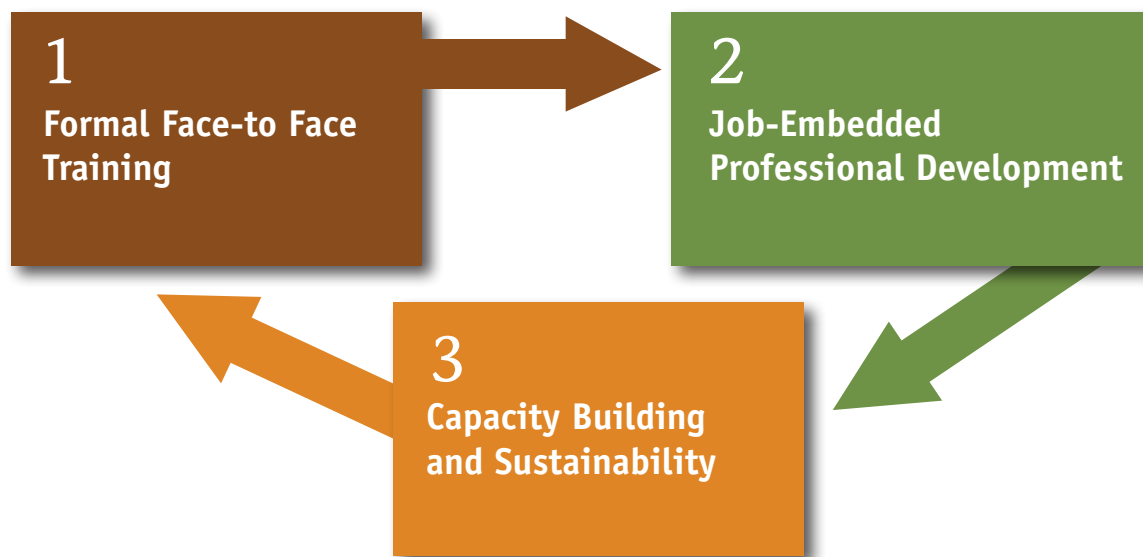 1
Formal Face-to Face
Training
2
Job-Embedded
Professional Development
3
Capacity Building
and Sustainability